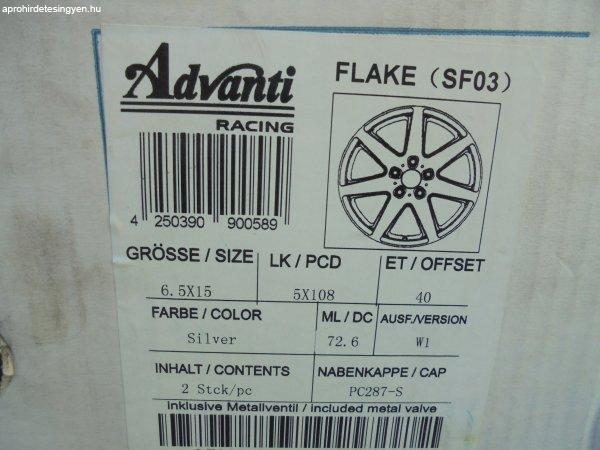 aprohirdetesingyen.hu
Advanti
RACING
FLAKE (SF03)
4 250390 900589
GRÖSSE / SIZE LK / PCD ET / OFFSET
6.5X15 5X108 40
FARBE / COLOR ML / DC AUSF./VERSION
Silver 72.6 W1
INHALT / CONTENTS NABENKAPPE / CAP
2 Stck/pc PC287-S
inklusive Metallventil / included metal valve